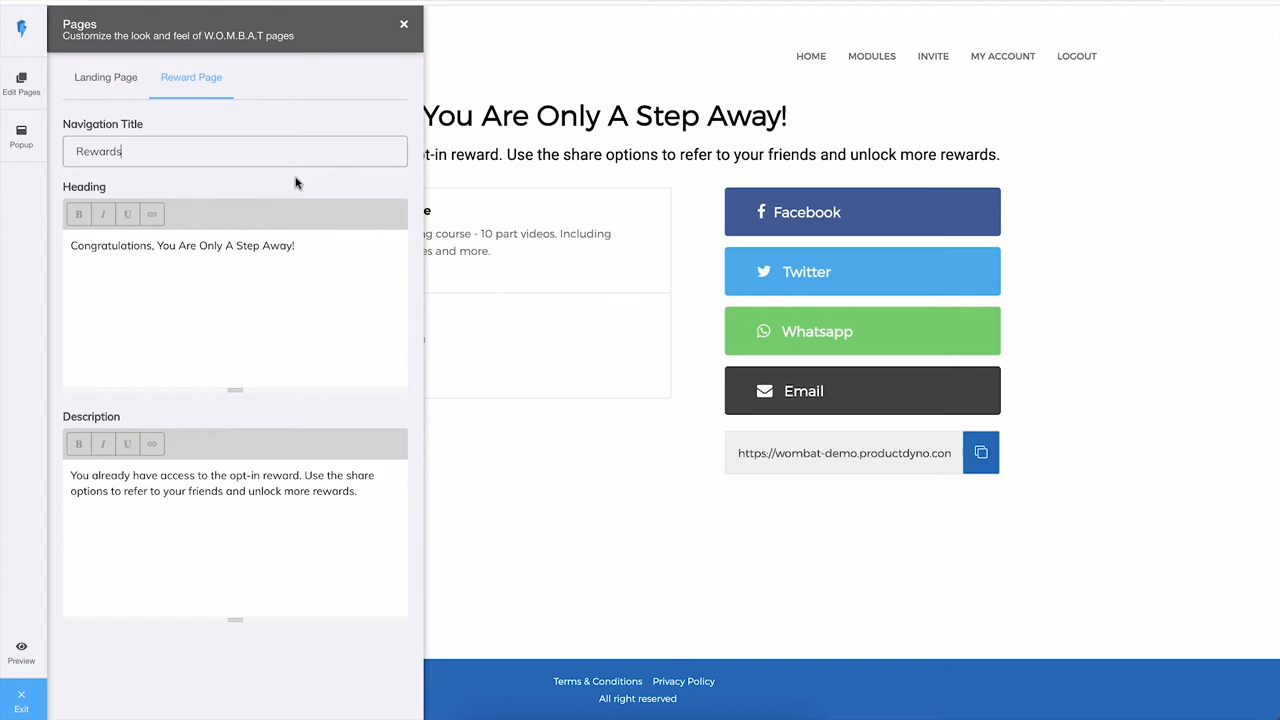 Pages
Customize the look and feel of W.O.M.B.A.T pages
Edit Pages
Popup
Preview
Exit
Landing Page
Reward Page
Navigation Title
Rewards
Heading
B I U
Congratulations, You Are Only A Step Away!
Description
B I U
You already have access to the opt-in reward. Use the share
options to refer to your friends and unlock more rewards.
HOME
MODULES
INVITE
MY ACCOUNT
LOGOUT
You Are Only A Step Away!
t-in reward. Use the share options to refer to your friends and unlock more rewards.
e
g course - 10 part videos. Including
es and more.
Facebook
Twitter
Whatsapp
Email
https://wombat-demo.productdyno.con
Terms & Conditions
Privacy Policy
All right reserved